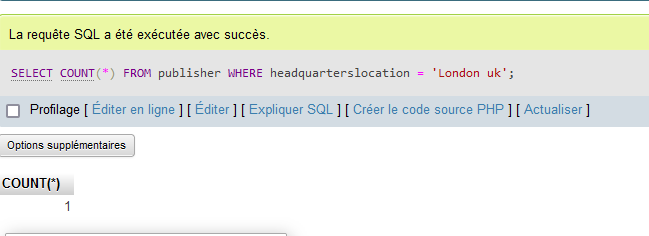 La requête SQL a été exécutée avec succès.
SELECT COUNT(*) FROM publisher WHERE headquarterslocation = 'London uk';
Profilage [ Éditer en ligne ] [ Éditer ] [ Expliquer SQL ] [ Créer le code source PHP ] [ Actualiser ]
Options supplémentaires
COUNT(*)
1